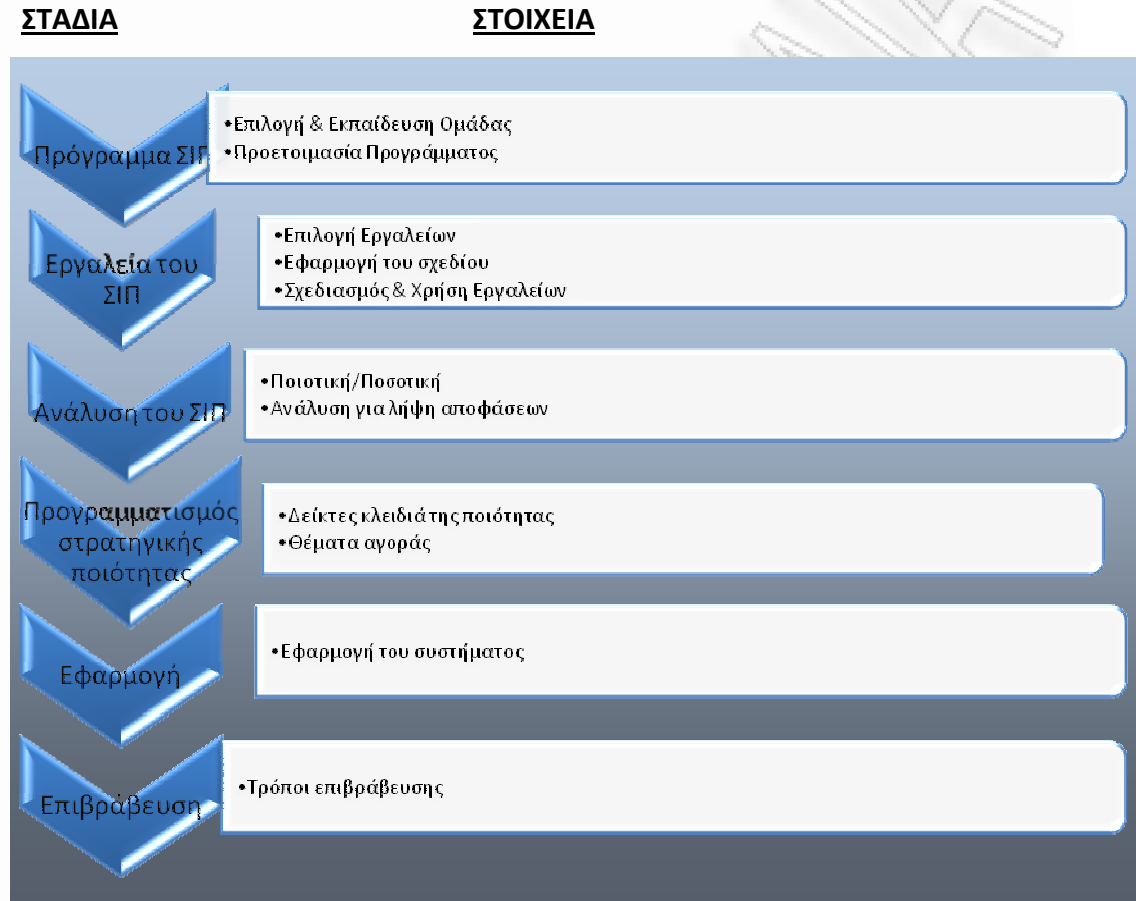 ΣΤΑΔΙΑ ΣΤΟΙΧΕΙΑ
Πρόγραμμα ΣΙΠ
•Επιλογή & Εκπαίδευση Ομάδας
•Προετοιμασία Προγράμματος
Εργαλεία του
ΣΙΠ
•Επιλογή Εργαλείων
•Εφαρμογή του σχεδίου
•Σχεδιασμός & Χρήση Εργαλείων
Ανάλυση του ΣΙΠ
•Ποιοτική/Ποσοτική
•Ανάλυση για λήψη αποφάσεων
Προγραμματισμός
στρατηγικής
ποιότητας
•Δείκτες κλειδιά της ποιότητας
•Θέματα αγοράς
Εφαρμογή
•Εφαρμογή του συστήματος
Επιβράβευση
•Τρόποι επιβράβευσης